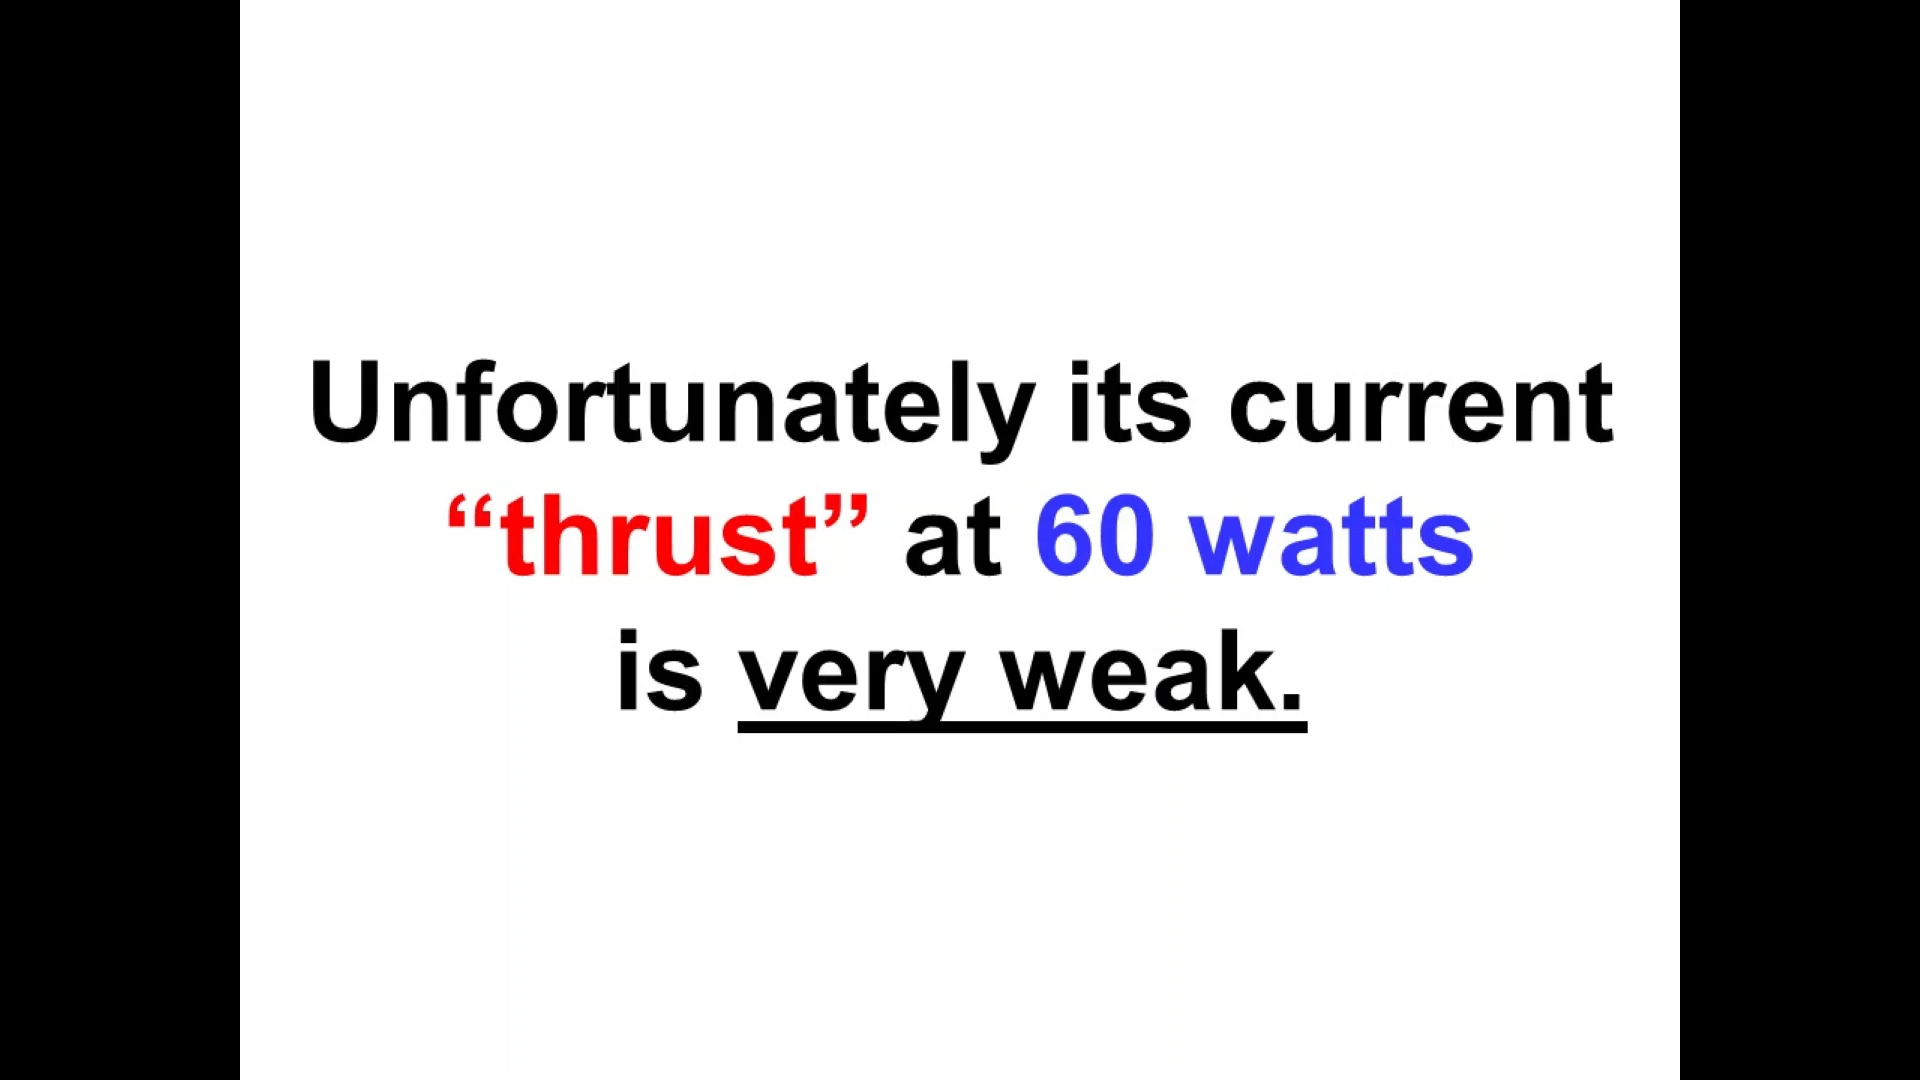 Unfortunately its current
“thrust” at 60 watts
is very weak.